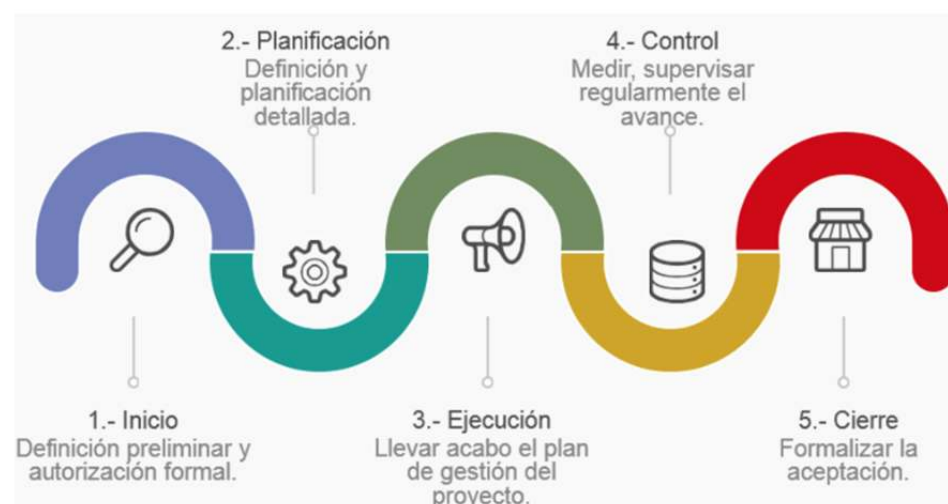 2.- Planificación
Definición y
planificación
detallada.
4.- Control
Medir, supervisar
regularmente el
avance.
1.- Inicio
Definición preliminar y
autorización formal.
3.- Ejecución
Llevar acabo el plan
de gestión del
proyecto.
5.- Cierre
Formalizar la
aceptación.